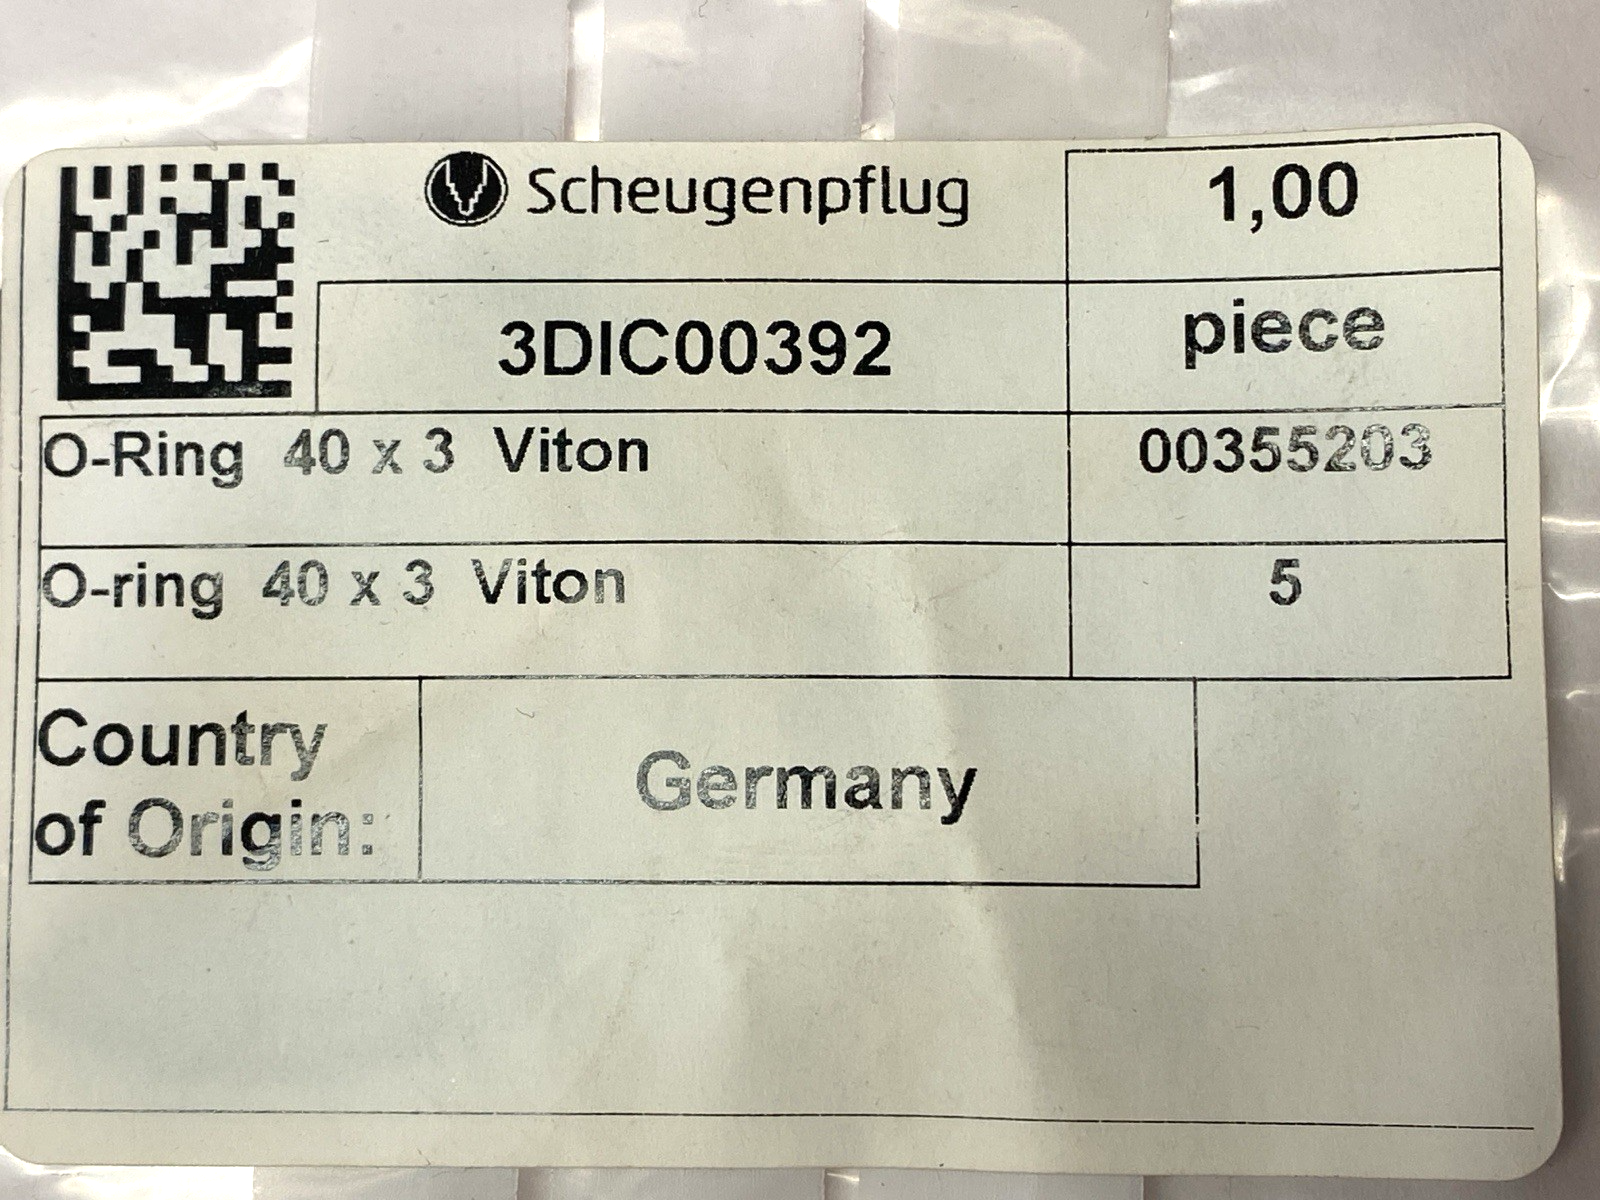 Scheugenpflug
1,00
3DIC00392
piece
O-Ring 40 x 3 Viton
00355203
O-ring 40 x 3 Viton
5
Country
of Origin:
Germany